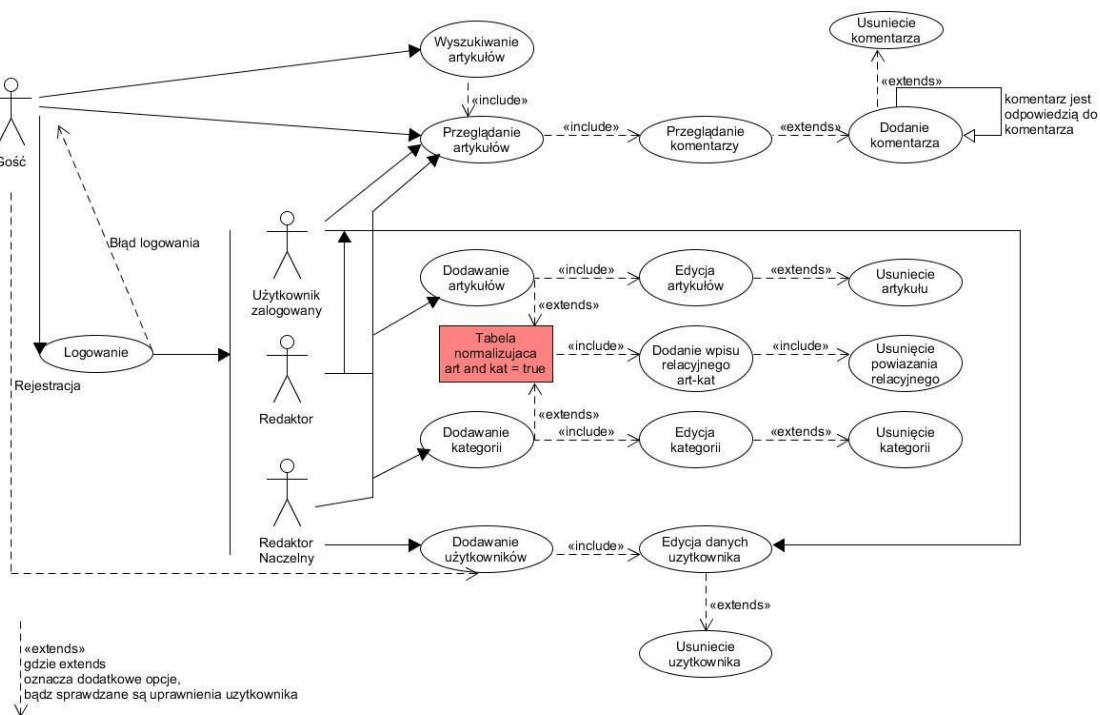 Usuniecie
komentarza
Wyszukiwanie
artykułów
«extends»
«include»
komentarz jest
odpowiedzią do
komentarza
Przeglądanie
artykułów
«include»
Przeglądanie
komentarzy
«extends»
Dodanie
komentarza
Gość
Błąd logowania
Użytkownik
zalogowany
Dodawanie
artykułów
«include»
Edycja
artykułów
«extends»
Usuniecie
artykułu
«extends»
Logowanie
Rejestracja
Redaktor
Tabela
normalizujaca
art and kat = true
«include»
Dodanie wpisu
relacyjnego
art-kat
«include»
Usunięcie
powiazania
relacyjnego
«extends»
Dodawanie
kategorii
«include»
Edycja
kategorii
«extends»
Usunięcie
kategorii
Redaktor
Naczelny
Dodawanie
użytkowników
«include»
Edycja danych
uzytkownika
«extends»
Usuniecie
uzytkownika
«extends»
gdzie extends
oznacza dodatkowe opcje,
bądz sprawdzane są uprawnienia uzytkownika